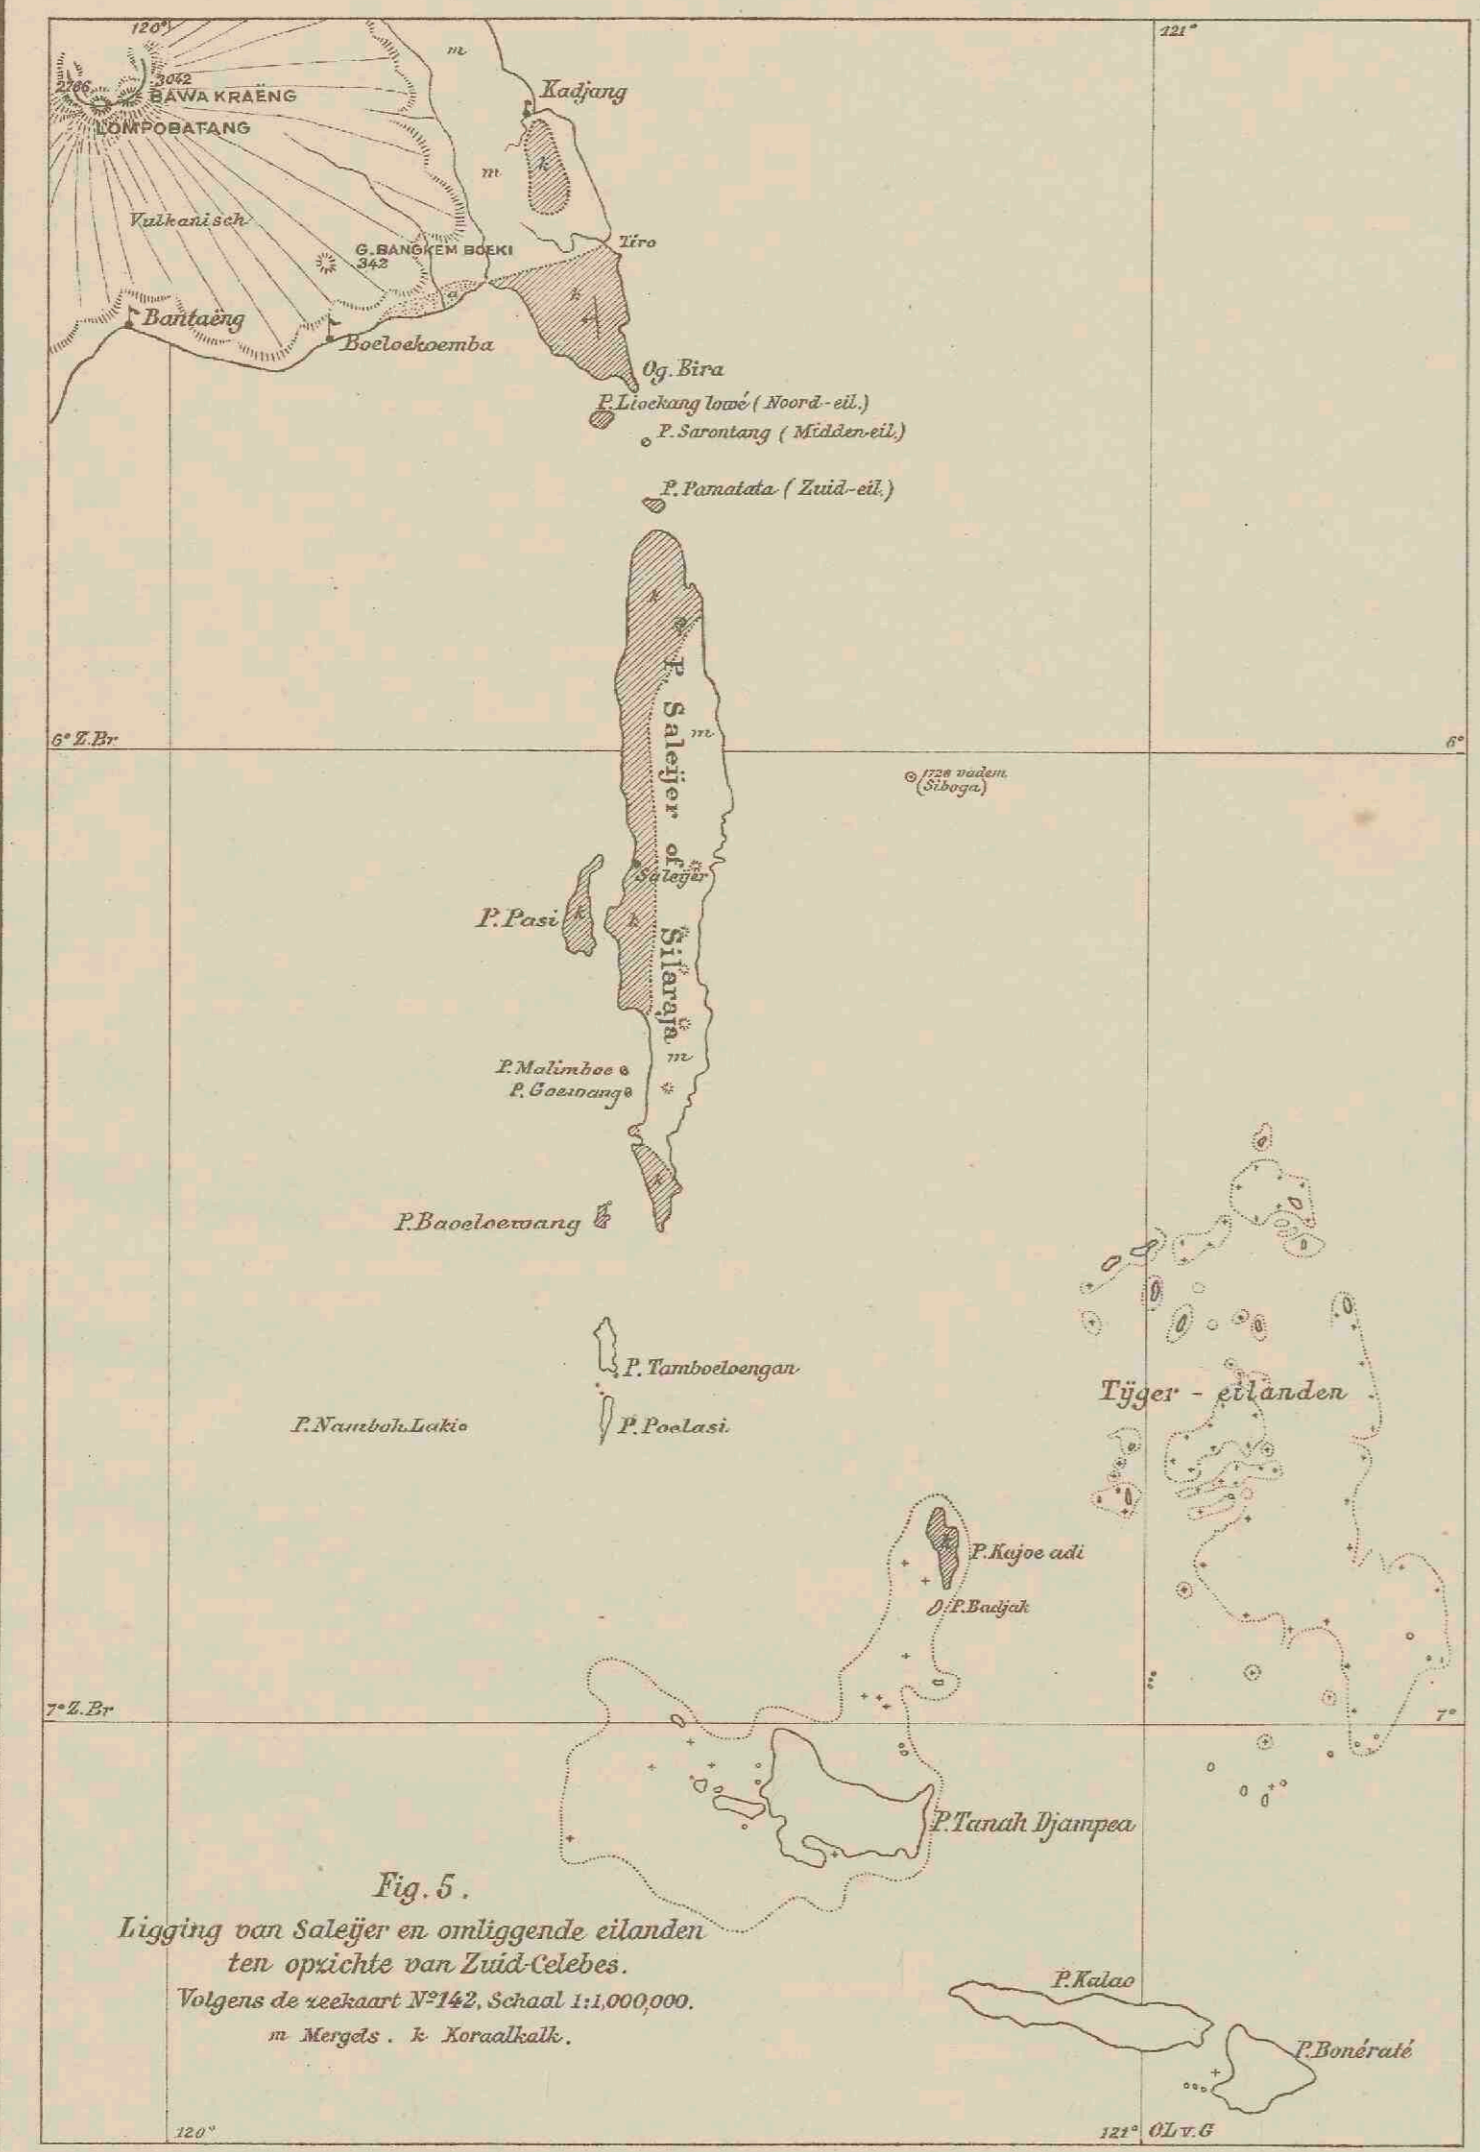 120°
121°
m
Kadjang
2786
3042
BAWA KRAËNG
LOMPOBATANG
k
m
Vulkanisch
Tiro
G. BANGKEM BOEKI
342
a
k
Bantaëng
Boeloekoemba
Og. Bira
P. Lioekang lowé (Noord-eil.)
P. Sarontang (Midden-eil.)
P. Pamatata (Zuid-eil.)
k
P. Saleijer of Silaraja
m
6° Z.Br
6°
1728 vadem
(Siboga)
Saleijer
P. Pasi
k
k
m
P. Malimboe
P. Goewang
k
P. Baoeloewang
P. Tamboeloengan
Tijger-eilanden
P. Namboh Laki
P. Poelasi
k
P. Kajoe adi
P. Badjak
7° Z.Br
7°
P. Tanah Djampea
Fig. 5.
Ligging van Saleijer en omliggende eilanden
ten opzichte van Zuid-Celebes.
Volgens de zeekaart Nº 142, Schaal 1:1,000,000.
m Mergels. k Koraalkalk.
P. Kalao
P. Bonératé
120°
121° OL v. G